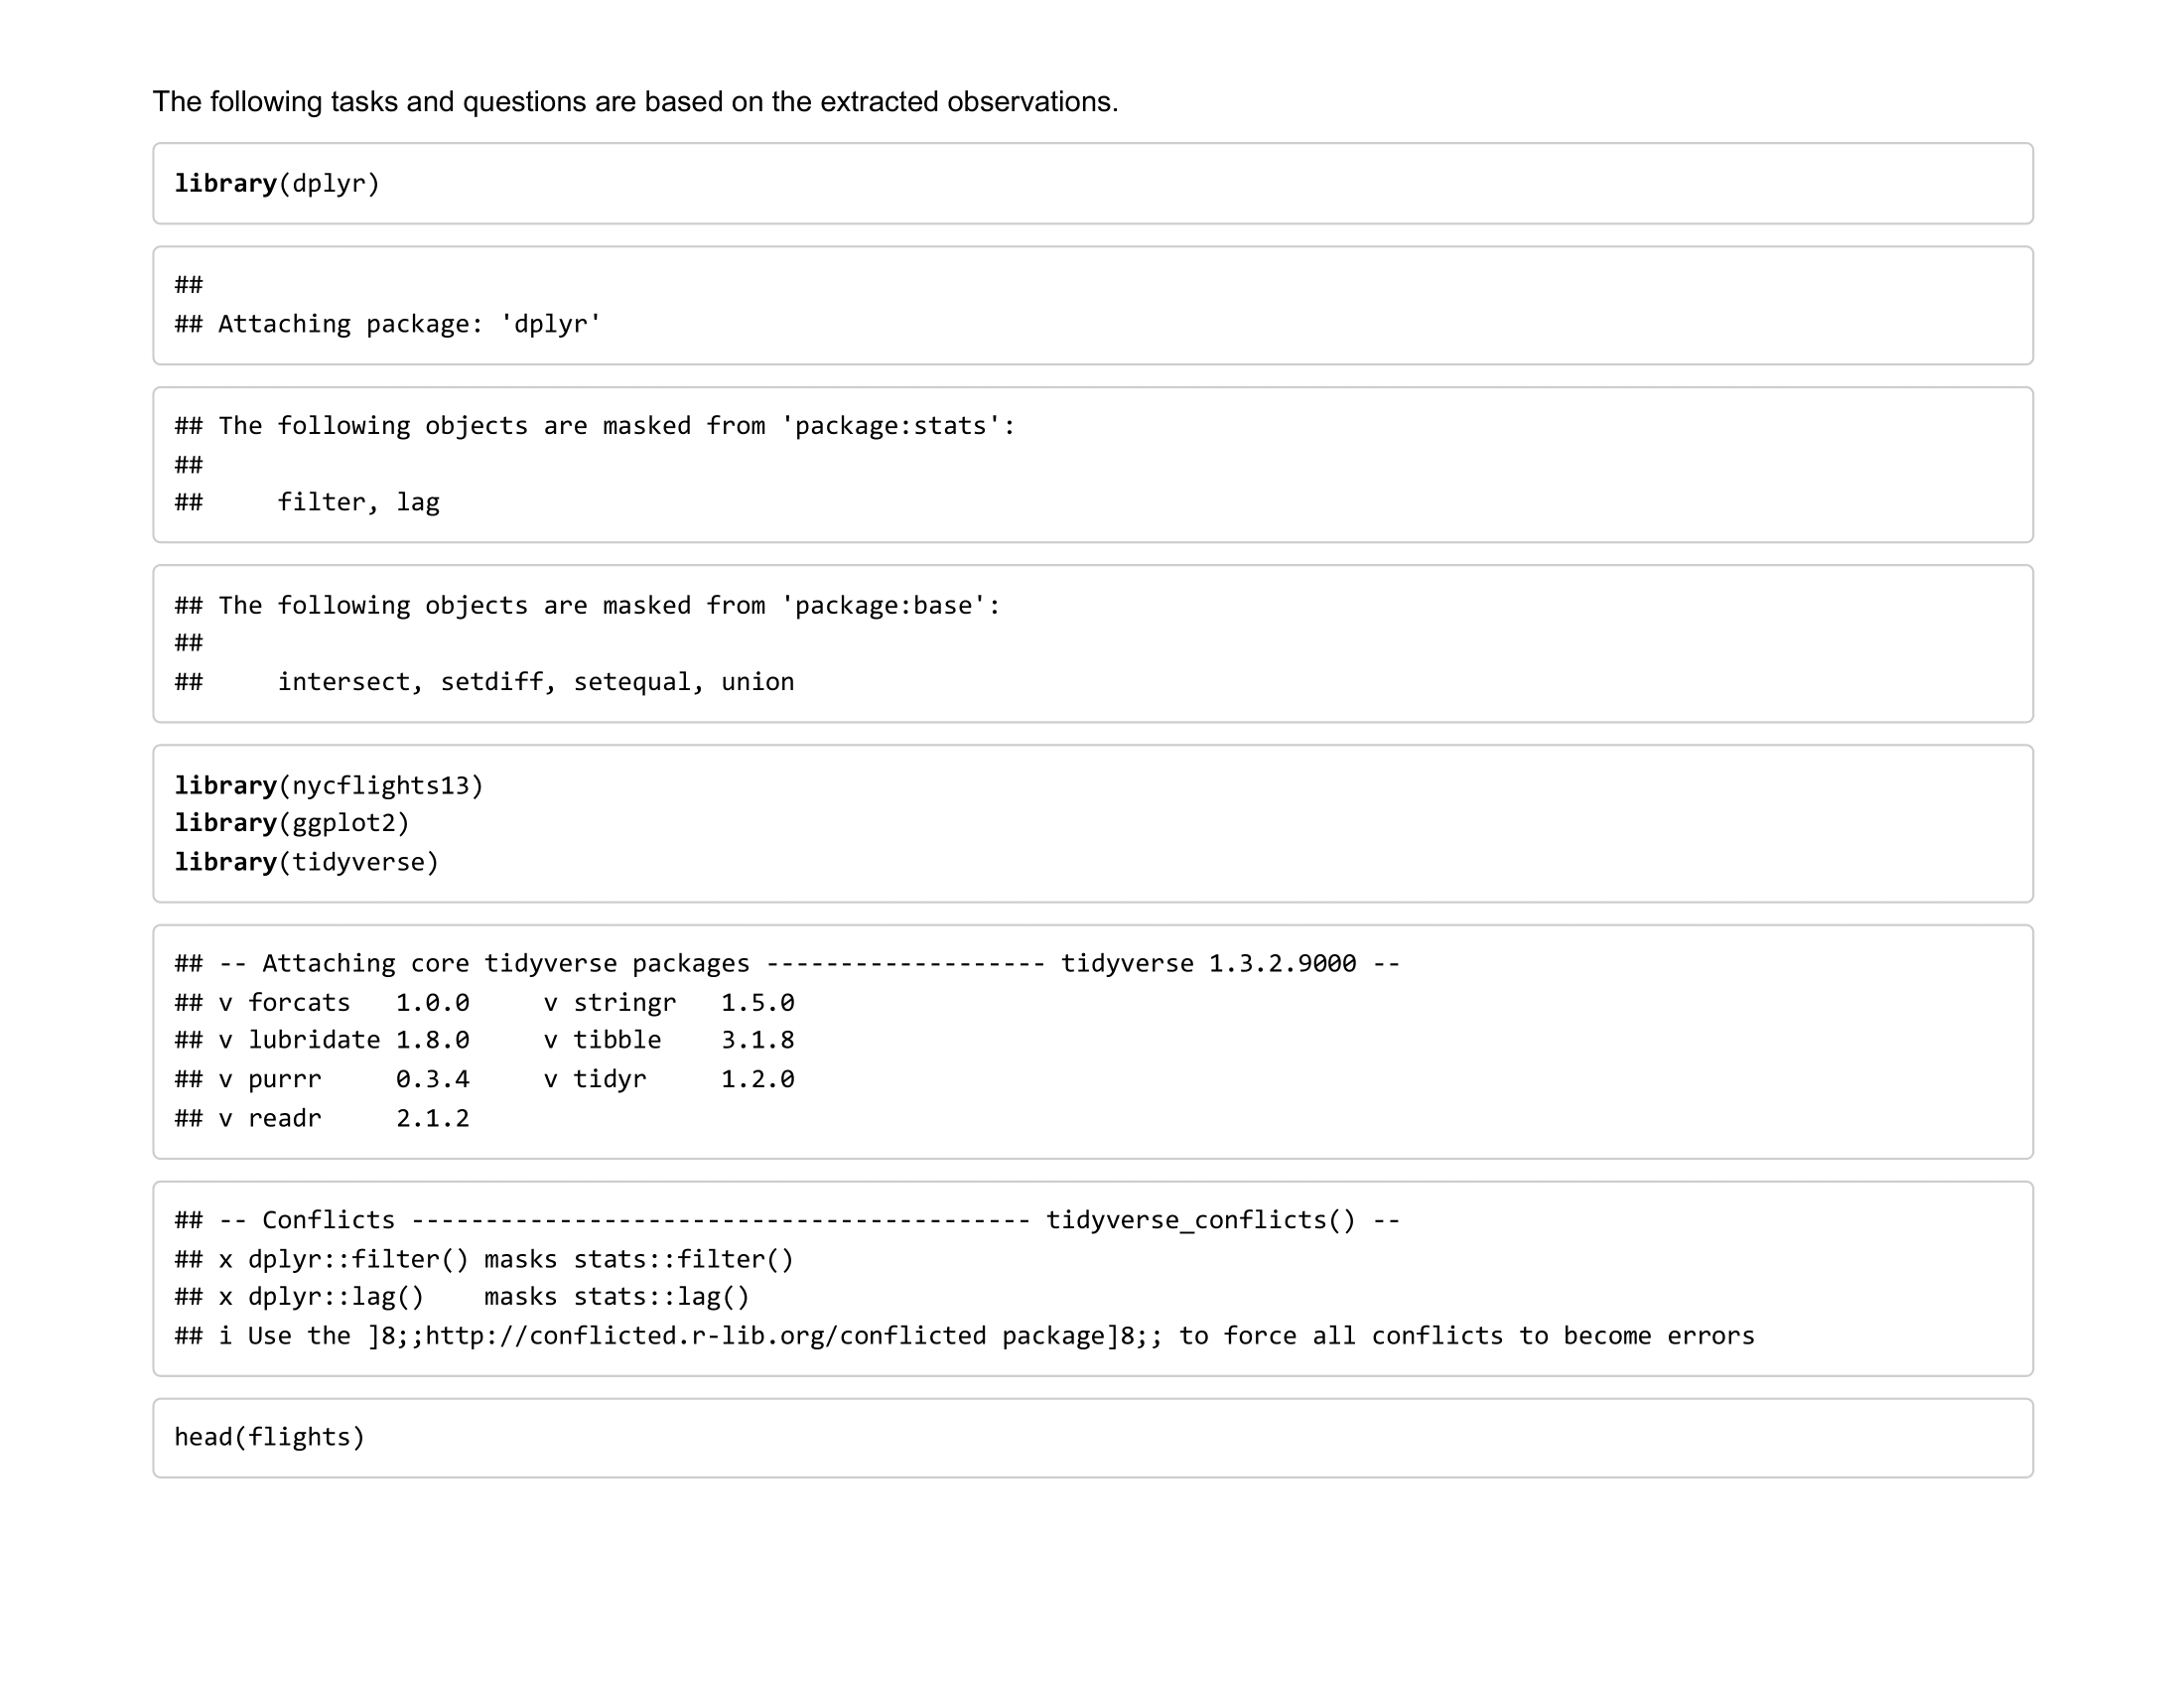 The following tasks and questions are based on the extracted observations.
library(dplyr)
##
## Attaching package: 'dplyr'
## The following objects are masked from 'package:stats':
##
##     filter, lag
## The following objects are masked from 'package:base':
##
##     intersect, setdiff, setequal, union
library(nycflights13)
library(ggplot2)
library(tidyverse)
## -- Attaching core tidyverse packages ------------------- tidyverse 1.3.2.9000 --
## v forcats   1.0.0     v stringr   1.5.0
## v lubridate 1.8.0     v tibble    3.1.8
## v purrr     0.3.4     v tidyr     1.2.0
## v readr     2.1.2
## -- Conflicts ------------------------------------------ tidyverse_conflicts() --
## x dplyr::filter() masks stats::filter()
## x dplyr::lag()    masks stats::lag()
## i Use the ]8;;http://conflicted.r-lib.org/conflicted package]8;; to force all conflicts to become errors
head(flights)